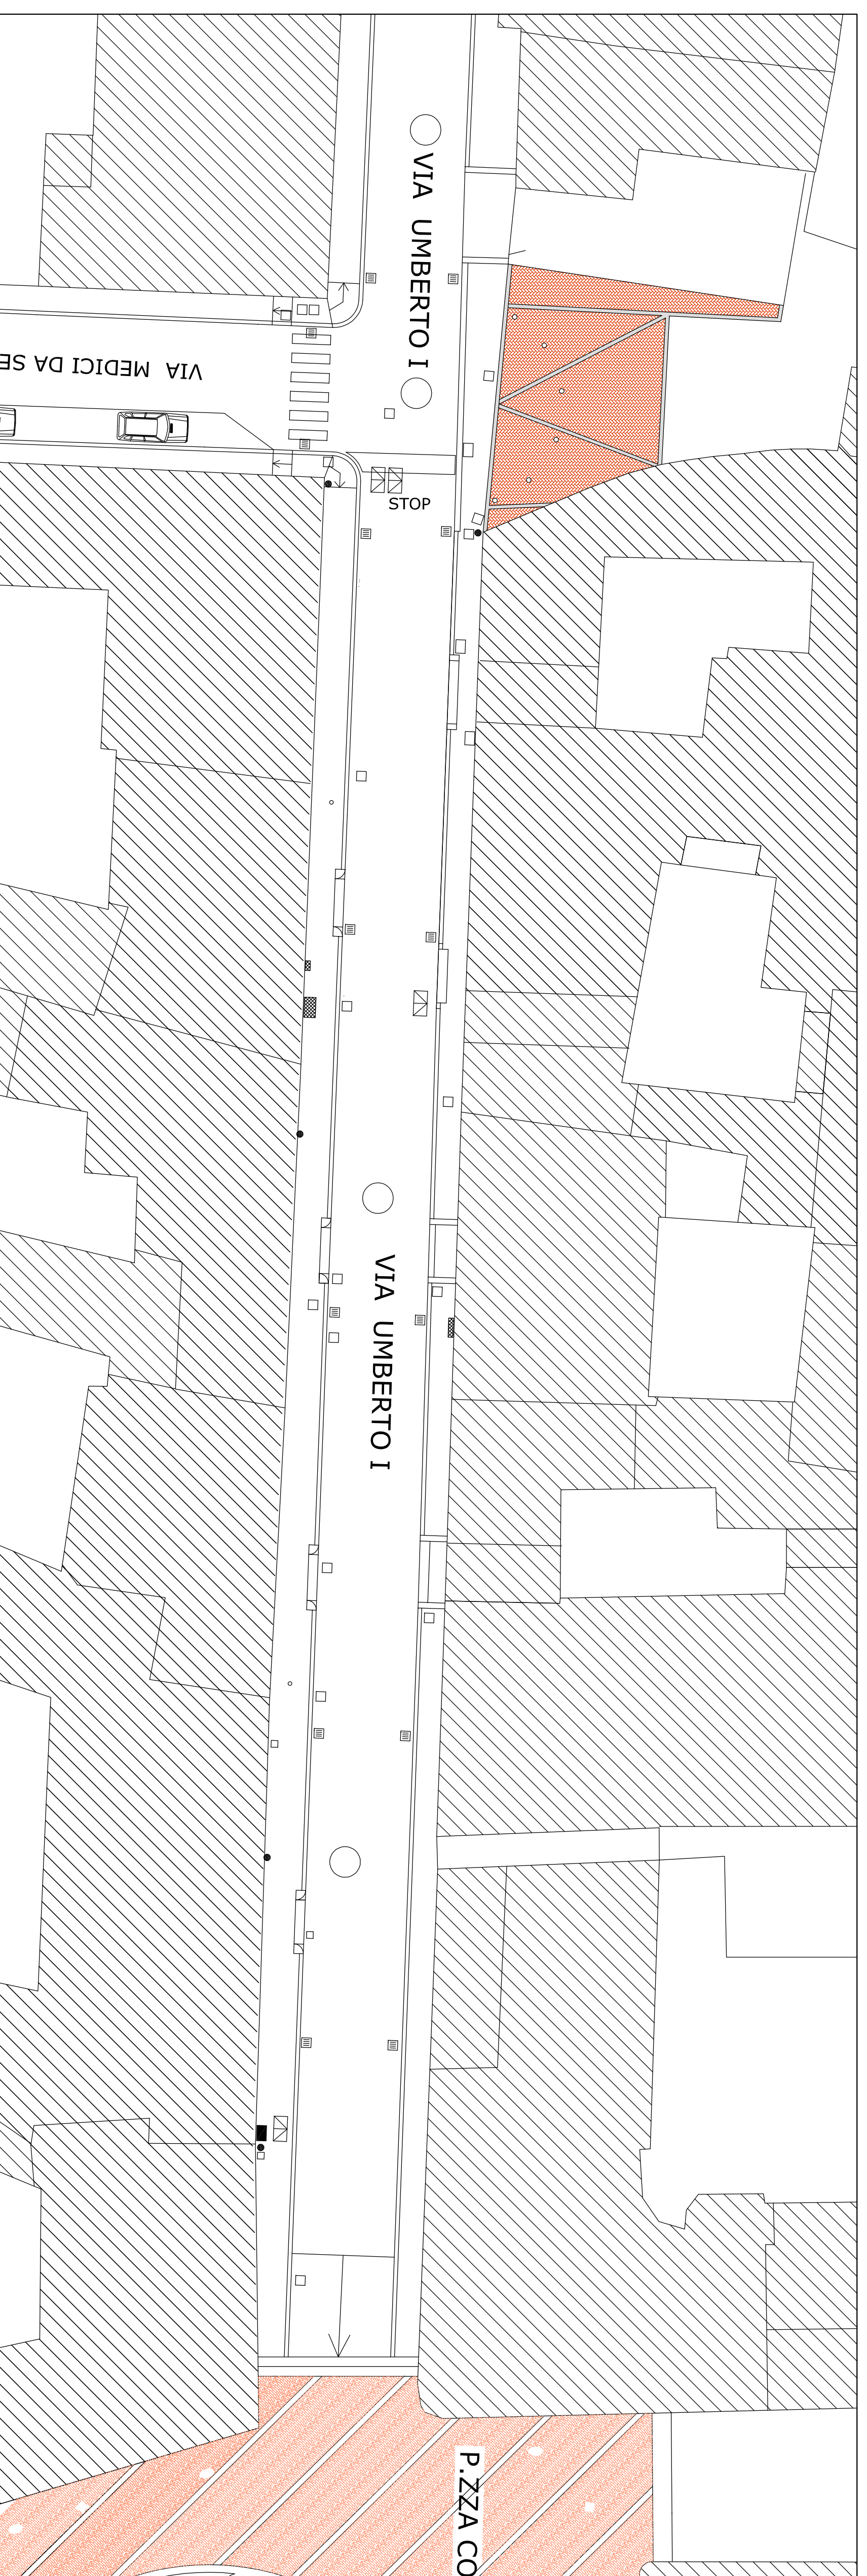 VIA UMBERTO I
VIA MEDICI DA SE
STOP
VIA UMBERTO I
P.ZZA CO